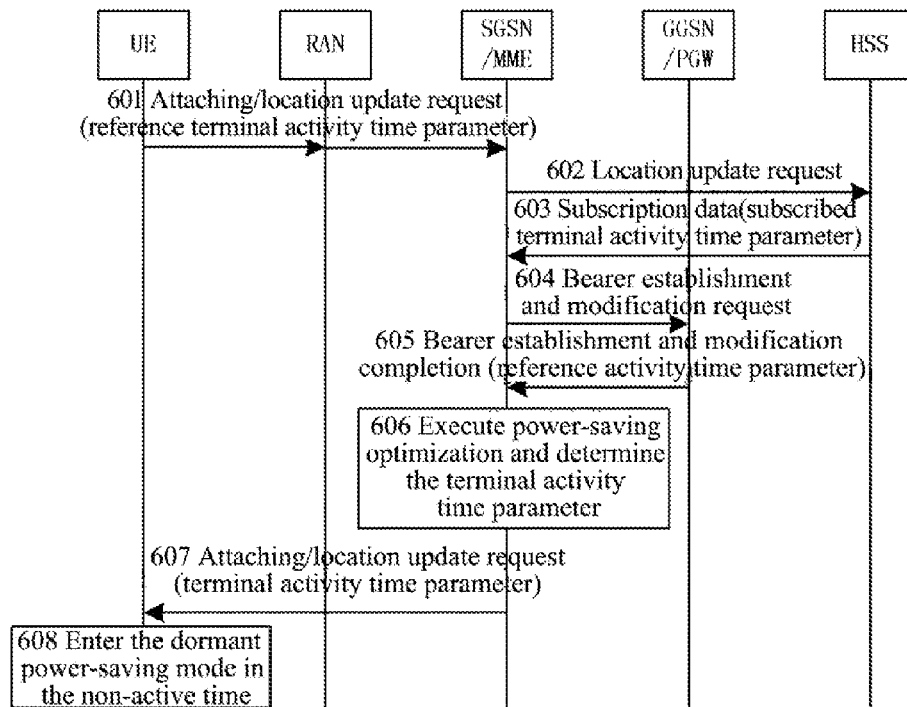 UE
RAN
SGSN
/MME
GGSN
/PGW
HSS
601 Attaching/location update request
(reference terminal activity time parameter)
602 Location update request
603 Subscription data(subscribed
terminal activity time parameter)
604 Bearer establishment
and modification request
605 Bearer establishment and modification
completion (reference activity time parameter)
606 Execute power-saving
optimization and determine
the terminal activity
time parameter
607 Attaching/location update request
(terminal activity time parameter)
608 Enter the dormant
power-saving mode in
the non-active time